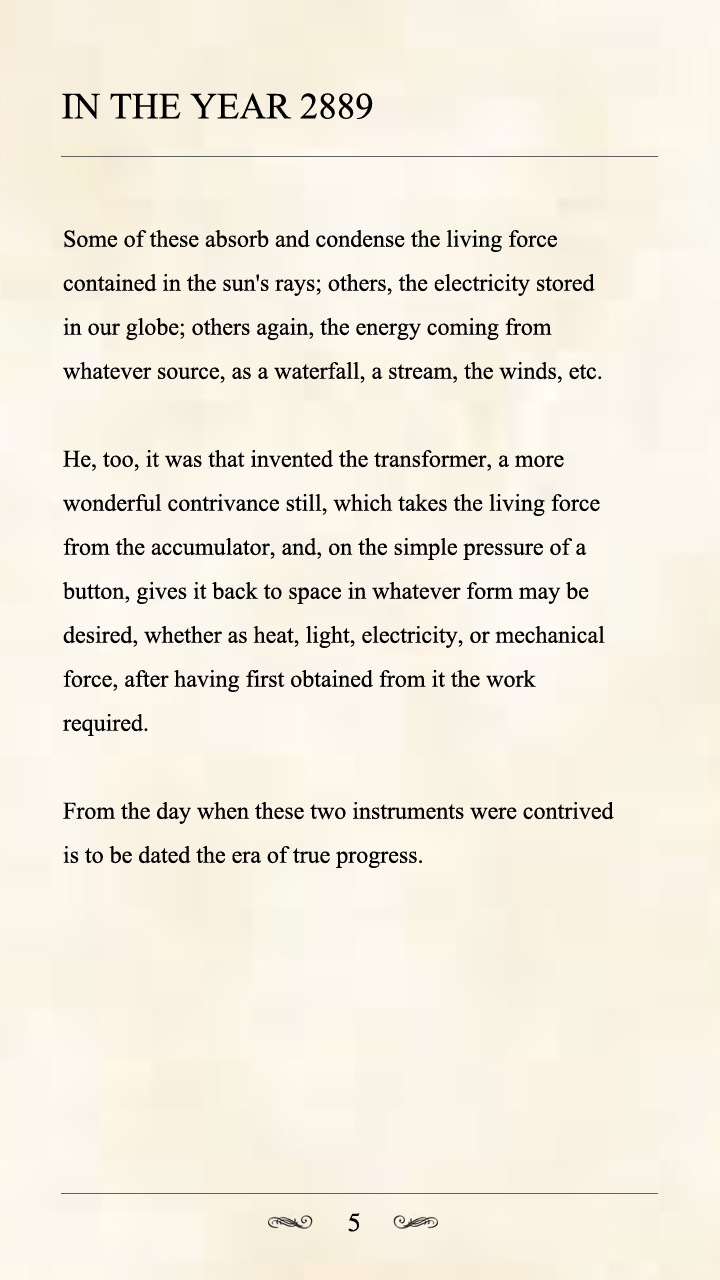 IN THE YEAR 2889
Some of these absorb and condense the living force
contained in the sun's rays; others, the electricity stored
in our globe; others again, the energy coming from
whatever source, as a waterfall, a stream, the winds, etc.
He, too, it was that invented the transformer, a more
wonderful contrivance still, which takes the living force
from the accumulator, and, on the simple pressure of a
button, gives it back to space in whatever form may be
desired, whether as heat, light, electricity, or mechanical
force, after having first obtained from it the work
required.
From the day when these two instruments were contrived
is to be dated the era of true progress.
5